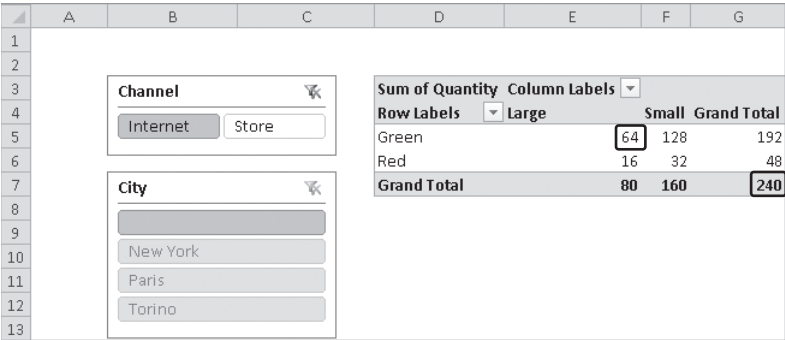 A B C D E F G
1
2
3 Channel Sum of Quantity Column Labels
4 Internet Store Row Labels Large Small Grand Total
5 Green 64 128 192
6 Red 16 32 48
7 City Grand Total 80 160 240
8
9
10 New York
11 Paris
12 Torino
13